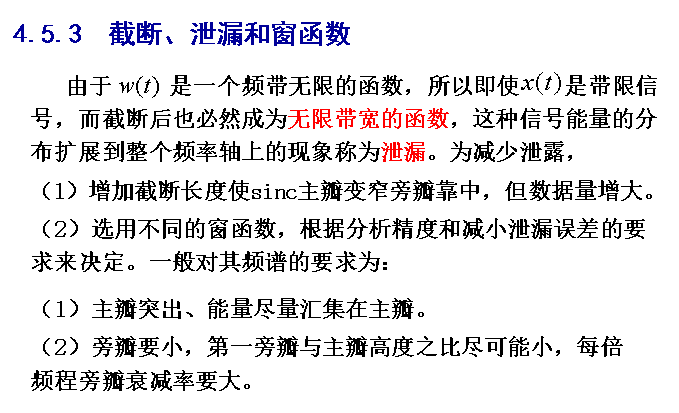 4.5.3 截断、泄漏和窗函数
由于 w(t) 是一个频带无限的函数，所以即使x(t)是带限信
号，而截断后也必然成为无限带宽的函数，这种信号能量的分
布扩展到整个频率轴上的现象称为泄漏。为减少泄露，
（1）增加截断长度使sinc主瓣变窄旁瓣靠中，但数据量增大。
（2）选用不同的窗函数，根据分析精度和减小泄漏误差的要
求来决定。一般对其频谱的要求为：
（1）主瓣突出、能量尽量汇集在主瓣。
（2）旁瓣要小，第一旁瓣与主瓣高度之比尽可能小，每倍
频程旁瓣衰减率要大。